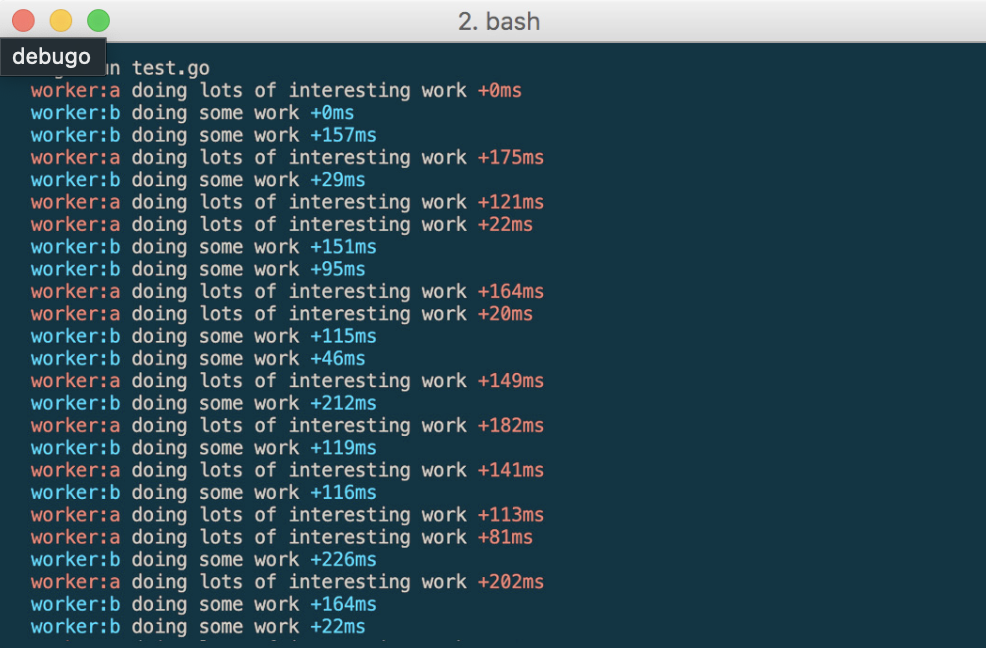 2. bash
debugo
test.go
worker:a doing lots of interesting work +0ms
worker:b doing some work +0ms
worker:b doing some work +157ms
worker:a doing lots of interesting work +175ms
worker:b doing some work +29ms
worker:a doing lots of interesting work +121ms
worker:a doing lots of interesting work +22ms
worker:b doing some work +151ms
worker:b doing some work +95ms
worker:a doing lots of interesting work +164ms
worker:a doing lots of interesting work +20ms
worker:b doing some work +115ms
worker:b doing some work +46ms
worker:a doing lots of interesting work +149ms
worker:b doing some work +212ms
worker:a doing lots of interesting work +182ms
worker:b doing some work +119ms
worker:a doing lots of interesting work +141ms
worker:b doing some work +116ms
worker:a doing lots of interesting work +113ms
worker:a doing lots of interesting work +81ms
worker:b doing some work +226ms
worker:a doing lots of interesting work +202ms
worker:b doing some work +164ms
worker:b doing some work +22ms